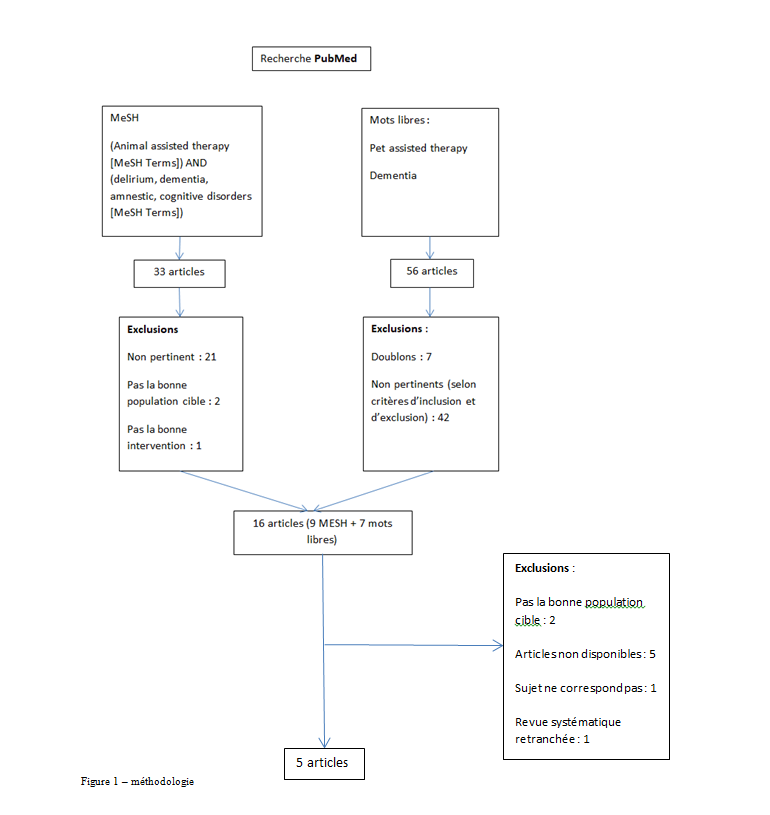 Recherche PubMed
MeSH
(Animal assisted therapy
[MeSH Terms]) AND
(delirium, dementia,
amnestic, cognitive disorders
[MeSH Terms])
Mots libres :
Pet assisted therapy
Dementia
33 articles
56 articles
Exclusions
Non pertinent : 21
Pas la bonne
population cible : 2
Pas la bonne
intervention : 1
Exclusions :
Doublons : 7
Non pertinents (selon
critères d’inclusion et
d’exclusion) : 42
16 articles (9 MESH + 7 mots
libres)
Exclusions :
Pas la bonne population
cible : 2
Articles non disponibles : 5
Sujet ne correspond pas : 1
Revue systématique
retranchée : 1
5 articles
Figure 1 – méthodologie